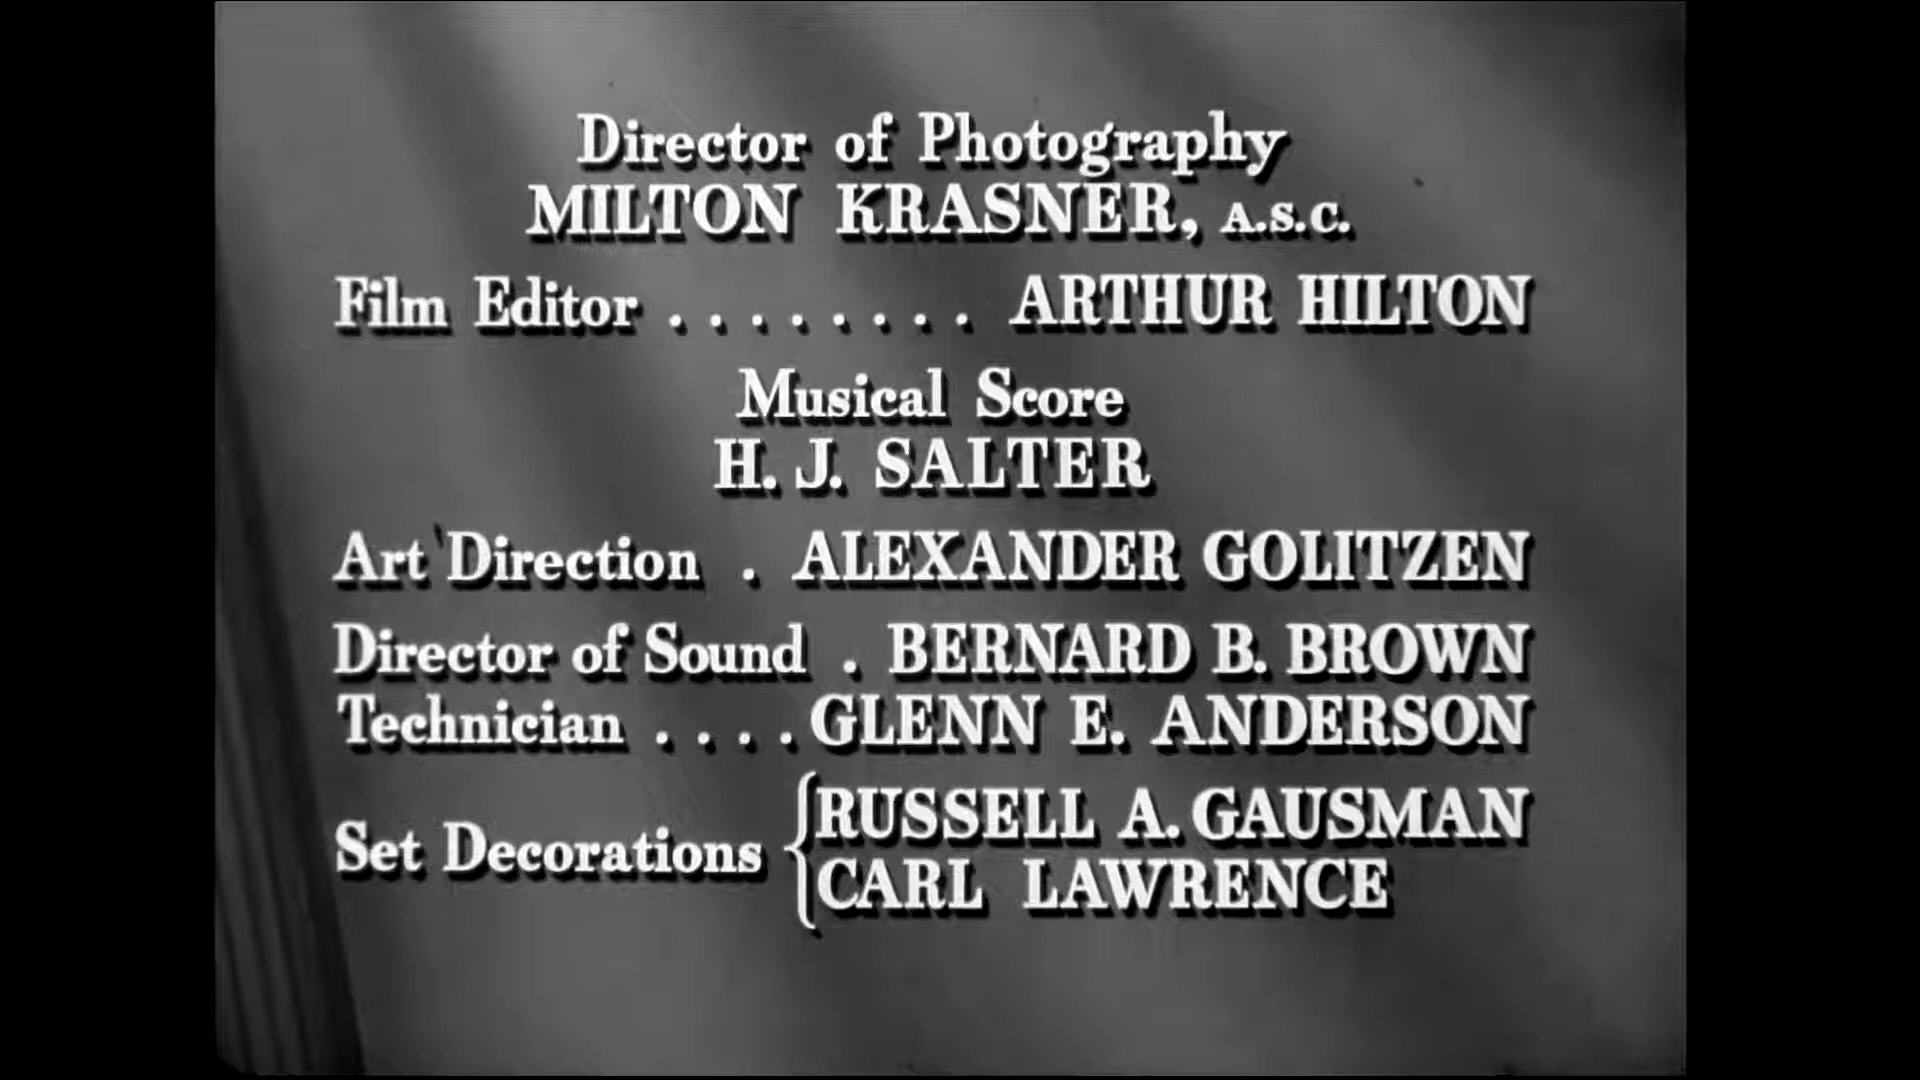 Director of Photography
MILTON KRASNER, A.S.C.
Film Editor ........ ARTHUR HILTON
Musical Score
H. J. SALTER
Art Direction . ALEXANDER GOLITZEN
Director of Sound . BERNARD B. BROWN
Technician .... GLENN E. ANDERSON
Set Decorations { RUSSELL A. GAUSMAN
CARL LAWRENCE